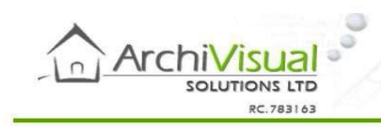 ArchiVisual
SOLUTIONS LTD
RC.783163